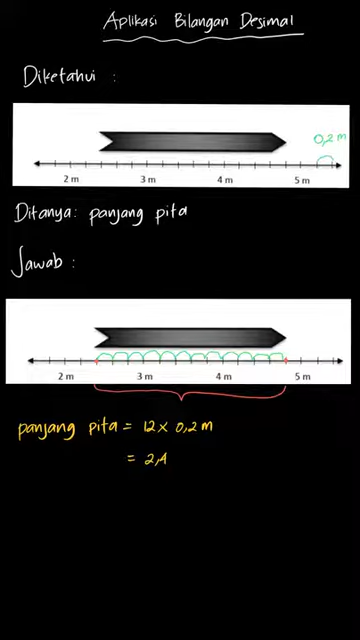 Aplikasi Bilangan Desimal
Diketahui :
0,2 m
2 m 3 m 4 m 5 m
Ditanya: panjang pita
Jawab :
2 m 3 m 4 m 5 m
panjang pita = 12 x 0,2 m
= 2,4